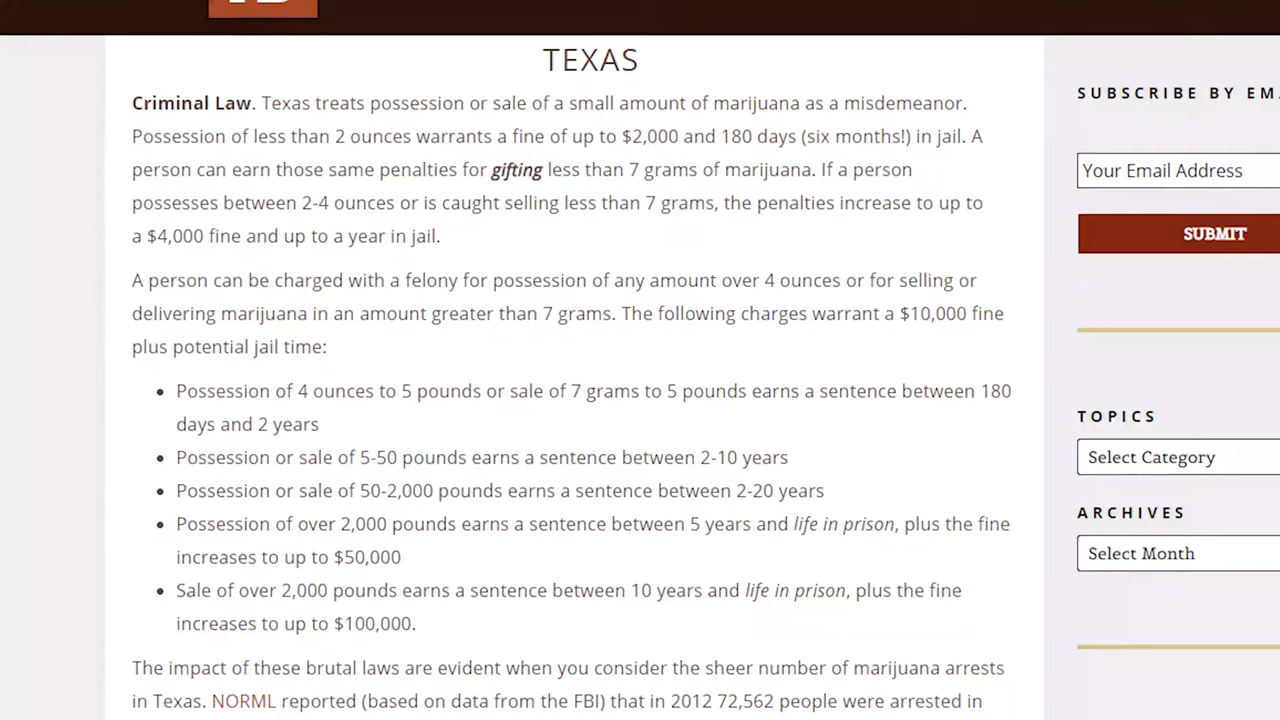 TEXAS
Criminal Law. Texas treats possession or sale of a small amount of marijuana as a misdemeanor.
Possession of less than 2 ounces warrants a fine of up to $2,000 and 180 days (six months!) in jail. A
person can earn those same penalties for gifting less than 7 grams of marijuana. If a person
possesses between 2-4 ounces or is caught selling less than 7 grams, the penalties increase to up to
a $4,000 fine and up to a year in jail.
A person can be charged with a felony for possession of any amount over 4 ounces or for selling or
delivering marijuana in an amount greater than 7 grams. The following charges warrant a $10,000 fine
plus potential jail time:
Possession of 4 ounces to 5 pounds or sale of 7 grams to 5 pounds earns a sentence between 180
days and 2 years
Possession or sale of 5-50 pounds earns a sentence between 2-10 years
Possession or sale of 50-2,000 pounds earns a sentence between 2-20 years
Possession of over 2,000 pounds earns a sentence between 5 years and life in prison, plus the fine
increases to up to $50,000
Sale of over 2,000 pounds earns a sentence between 10 years and life in prison, plus the fine
increases to up to $100,000.
The impact of these brutal laws are evident when you consider the sheer number of marijuana arrests
in Texas. NORML reported (based on data from the FBI) that in 2012 72,562 people were arrested in
SUBSCRIBE BY EM
Your Email Address
SUBMIT
TOPICS
Select Category
ARCHIVES
Select Month